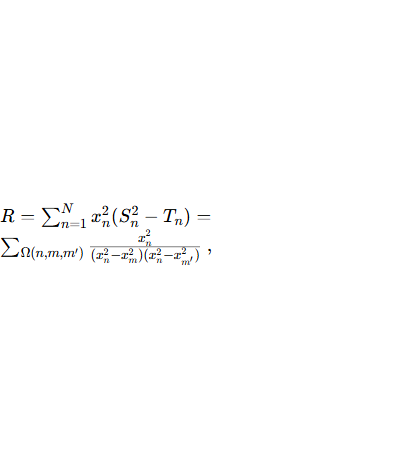 R = \sum_{n=1}^{N} x_n^2 (S_n^2 - T_n) =
\sum_{\Omega(n,m,m')} \frac{x_n^2}{(x_n^2 - x_m^2)(x_n^2 - x_{m'}^2)} ,